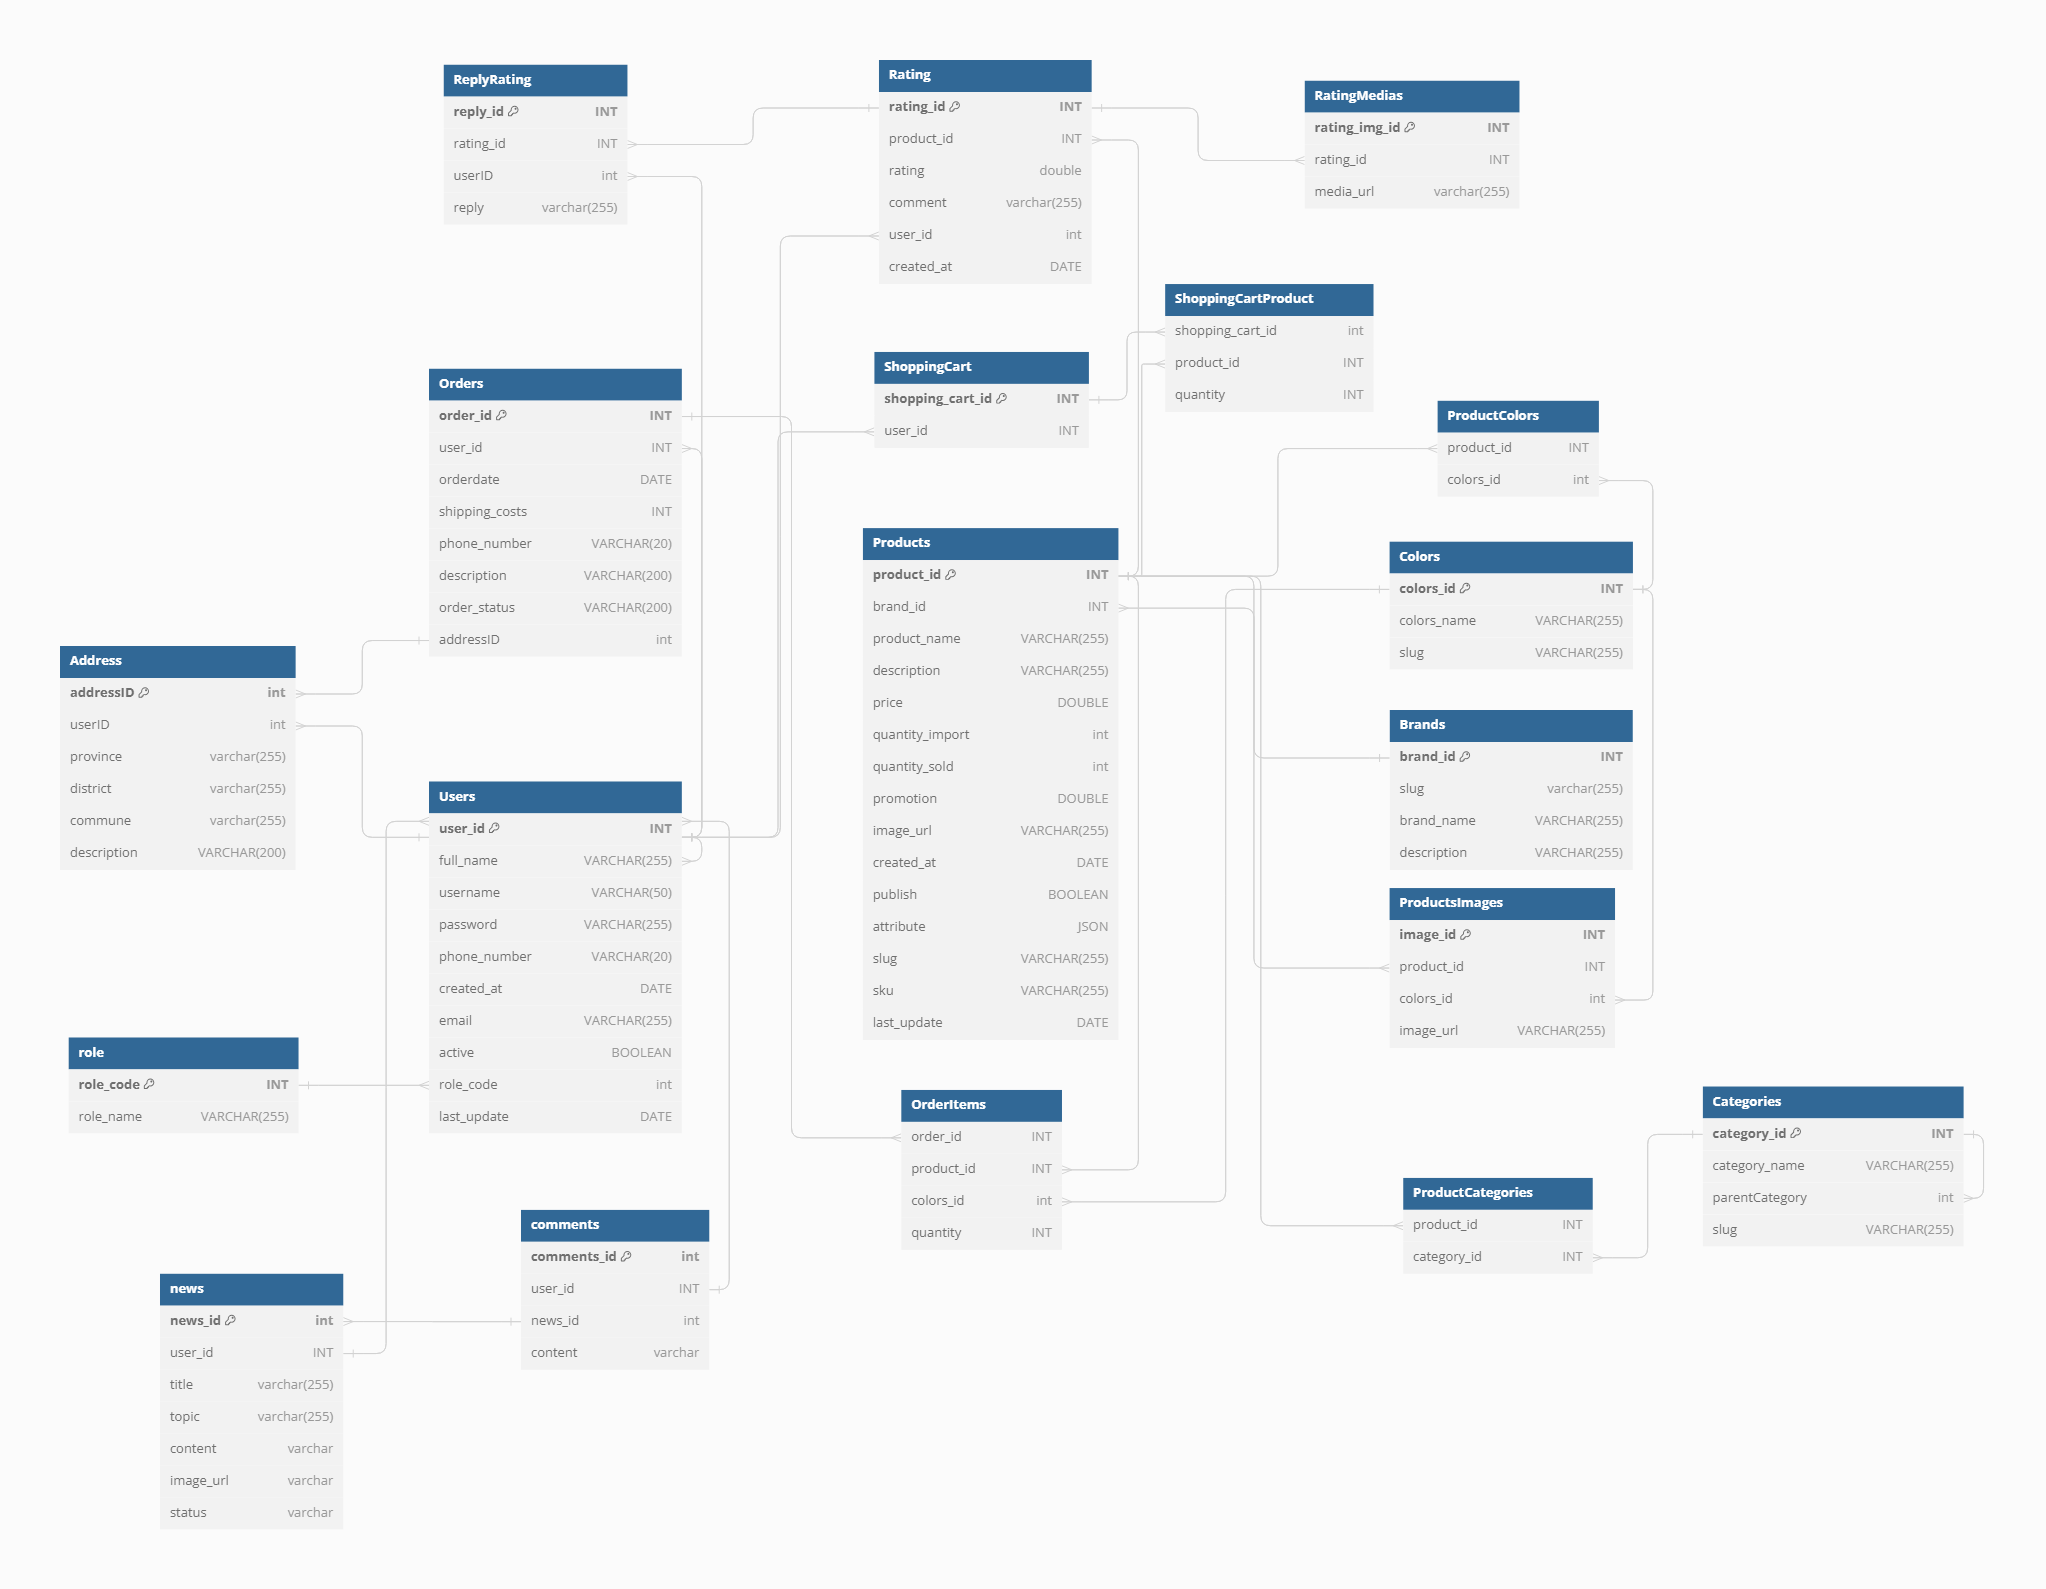 ReplyRating
reply_id INT
rating_id INT
userID int
reply varchar(255)
Rating
rating_id INT
product_id INT
rating double
comment varchar(255)
user_id int
created_at DATE
RatingMedias
rating_img_id INT
rating_id INT
media_url varchar(255)
ShoppingCartProduct
shopping_cart_id int
product_id INT
quantity INT
ShoppingCart
shopping_cart_id INT
user_id INT
Orders
order_id INT
user_id INT
orderdate DATE
shipping_costs INT
phone_number VARCHAR(20)
description VARCHAR(200)
order_status VARCHAR(200)
addressID int
ProductColors
product_id INT
colors_id int
Products
product_id INT
brand_id INT
product_name VARCHAR(255)
description VARCHAR(255)
price DOUBLE
quantity_import int
quantity_sold int
promotion DOUBLE
image_url VARCHAR(255)
created_at DATE
publish BOOLEAN
attribute JSON
slug VARCHAR(255)
sku VARCHAR(255)
last_update DATE
Colors
colors_id INT
colors_name VARCHAR(255)
slug VARCHAR(255)
Address
addressID int
userID int
province varchar(255)
district varchar(255)
commune varchar(255)
description VARCHAR(200)
Brands
brand_id INT
slug varchar(255)
brand_name VARCHAR(255)
description VARCHAR(255)
Users
user_id INT
full_name VARCHAR(255)
username VARCHAR(50)
password VARCHAR(255)
phone_number VARCHAR(20)
created_at DATE
email VARCHAR(255)
active BOOLEAN
role_code int
last_update DATE
ProductsImages
image_id INT
product_id INT
colors_id int
image_url VARCHAR(255)
role
role_code INT
role_name VARCHAR(255)
OrderItems
order_id INT
product_id INT
colors_id int
quantity INT
Categories
category_id INT
category_name VARCHAR(255)
parentCategory int
slug VARCHAR(255)
ProductCategories
product_id INT
category_id INT
comments
comments_id int
user_id INT
news_id int
content varchar
news
news_id int
user_id INT
title varchar(255)
topic varchar(255)
content varchar
image_url varchar
status varchar